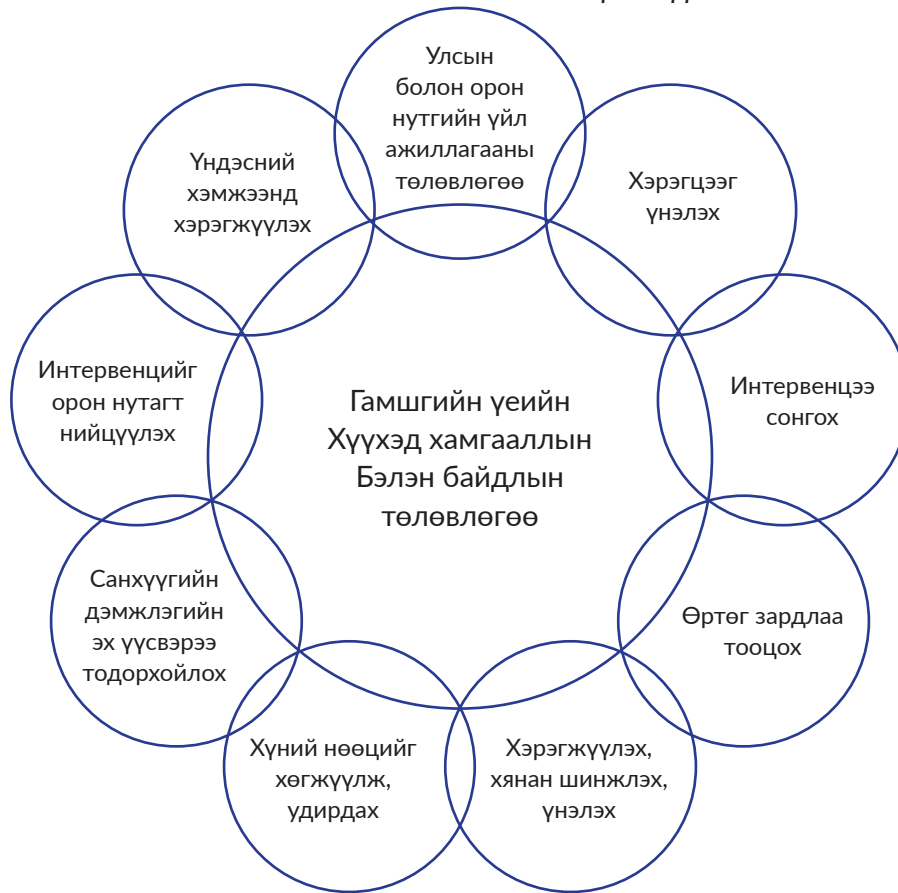 Улсын
болон орон
нутгийн үйл
ажиллагааны
төлөвлөгөө
Хэрэгцээг
үнэлэх
Интервенцээ
сонгох
Өртөг зардлаа
тооцох
Хэрэгжүүлэх,
хянан шинжлэх,
үнэлэх
Хүний нөөцийг
хөгжүүлж,
удирдах
Санхүүгийн
дэмжлэгийн
эх үүсвэрээ
тодорхойлох
Интервенцийг
орон нутагт
нийцүүлэх
Үндэсний
хэмжээнд
хэрэгжүүлэх
Гамшгийн үеийн
Хүүхэд хамгааллын
Бэлэн байдлын
төлөвлөгөө